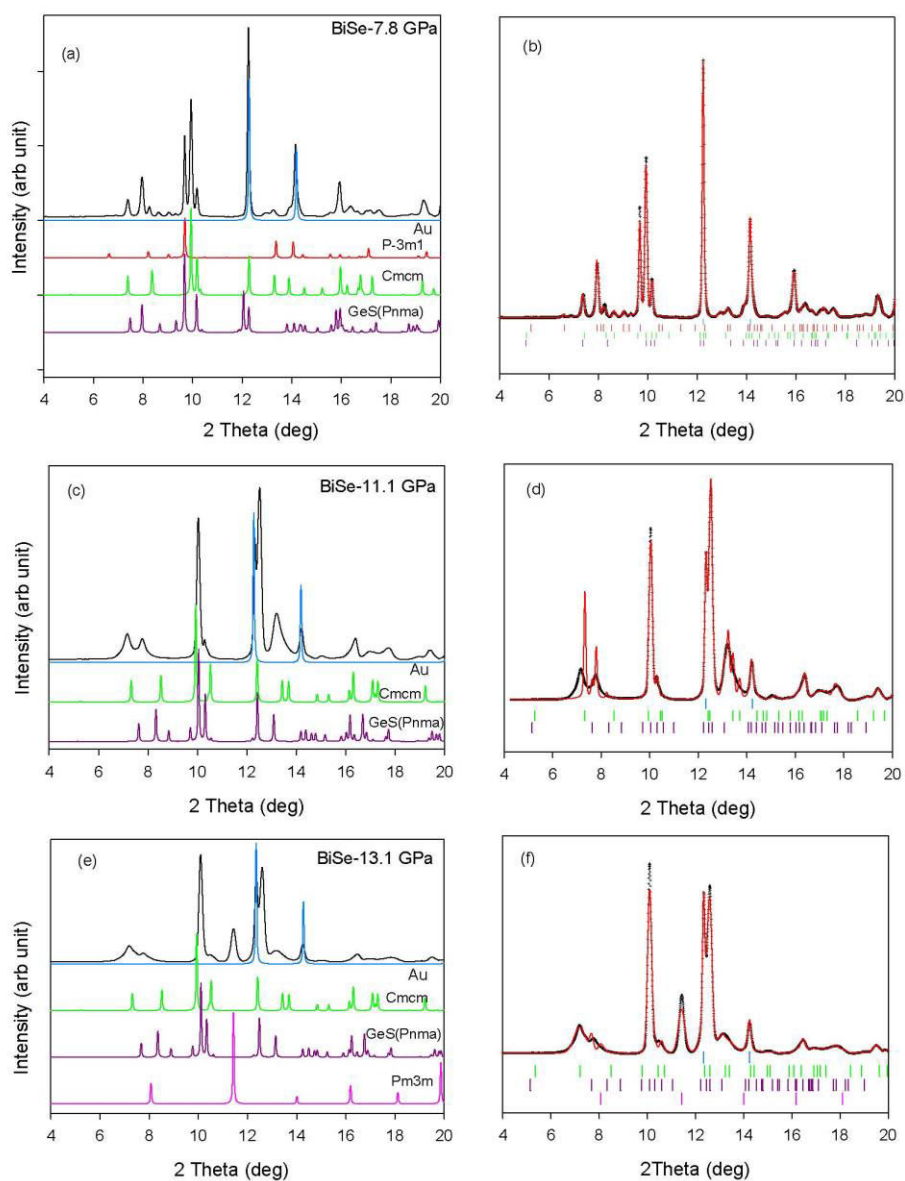 BiSe-7.8 GPa
(a)
Intensity (arb unit)
Au
P-3m1
Cmcm
GeS(Pnma)
4 6 8 10 12 14 16 18 20
2 Theta (deg)
(b)
4 6 8 10 12 14 16 18 20
2 Theta (deg)
BiSe-11.1 GPa
(c)
Intensity (arb unit)
Au
Cmcm
GeS(Pnma)
4 6 8 10 12 14 16 18 20
2 Theta (deg)
(d)
4 6 8 10 12 14 16 18 20
2 Theta (deg)
BiSe-13.1 GPa
(e)
Intensity (arb unit)
Au
Cmcm
GeS(Pnma)
Pm3m
4 6 8 10 12 14 16 18 20
2 Theta (deg)
(f)
4 6 8 10 12 14 16 18 20
2Theta (deg)